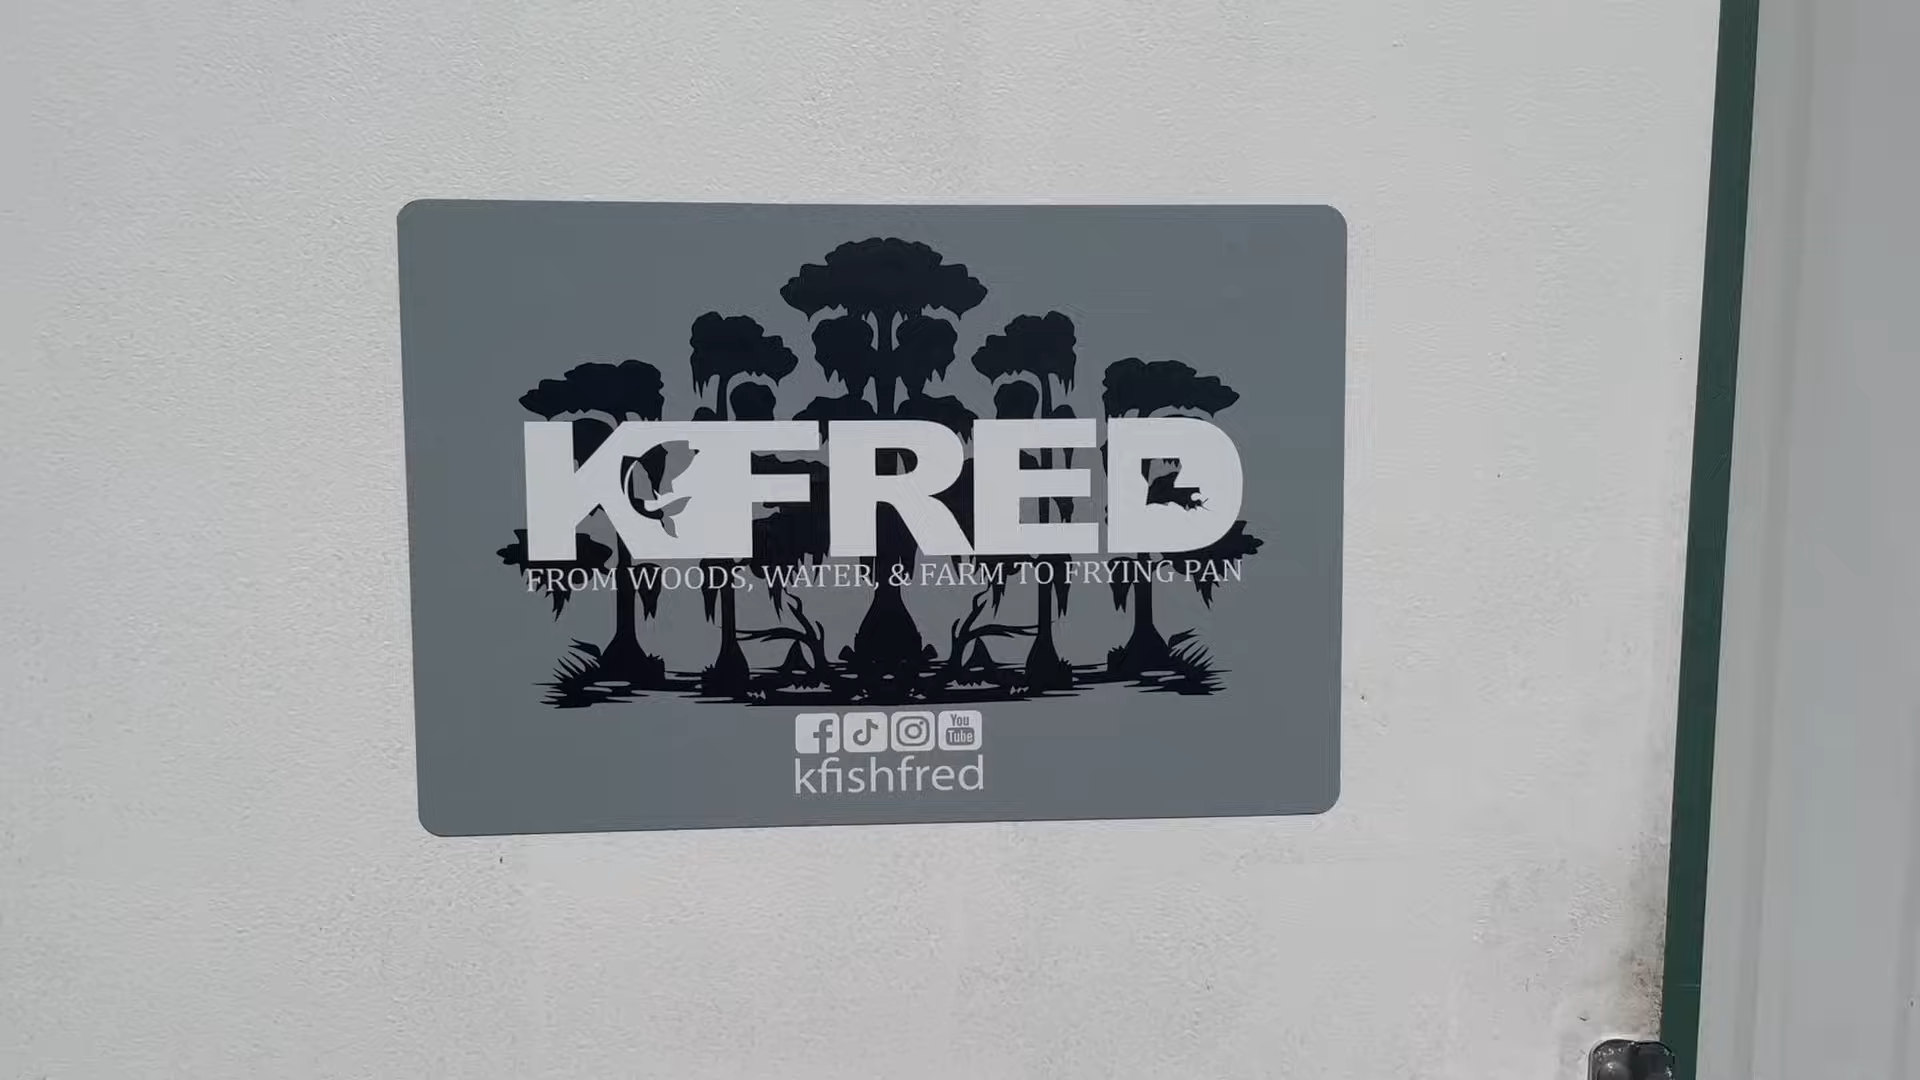 KFRED
FROM WOODS, WATER, & FARM TO FRYING PAN
You
Tube
kfishfred